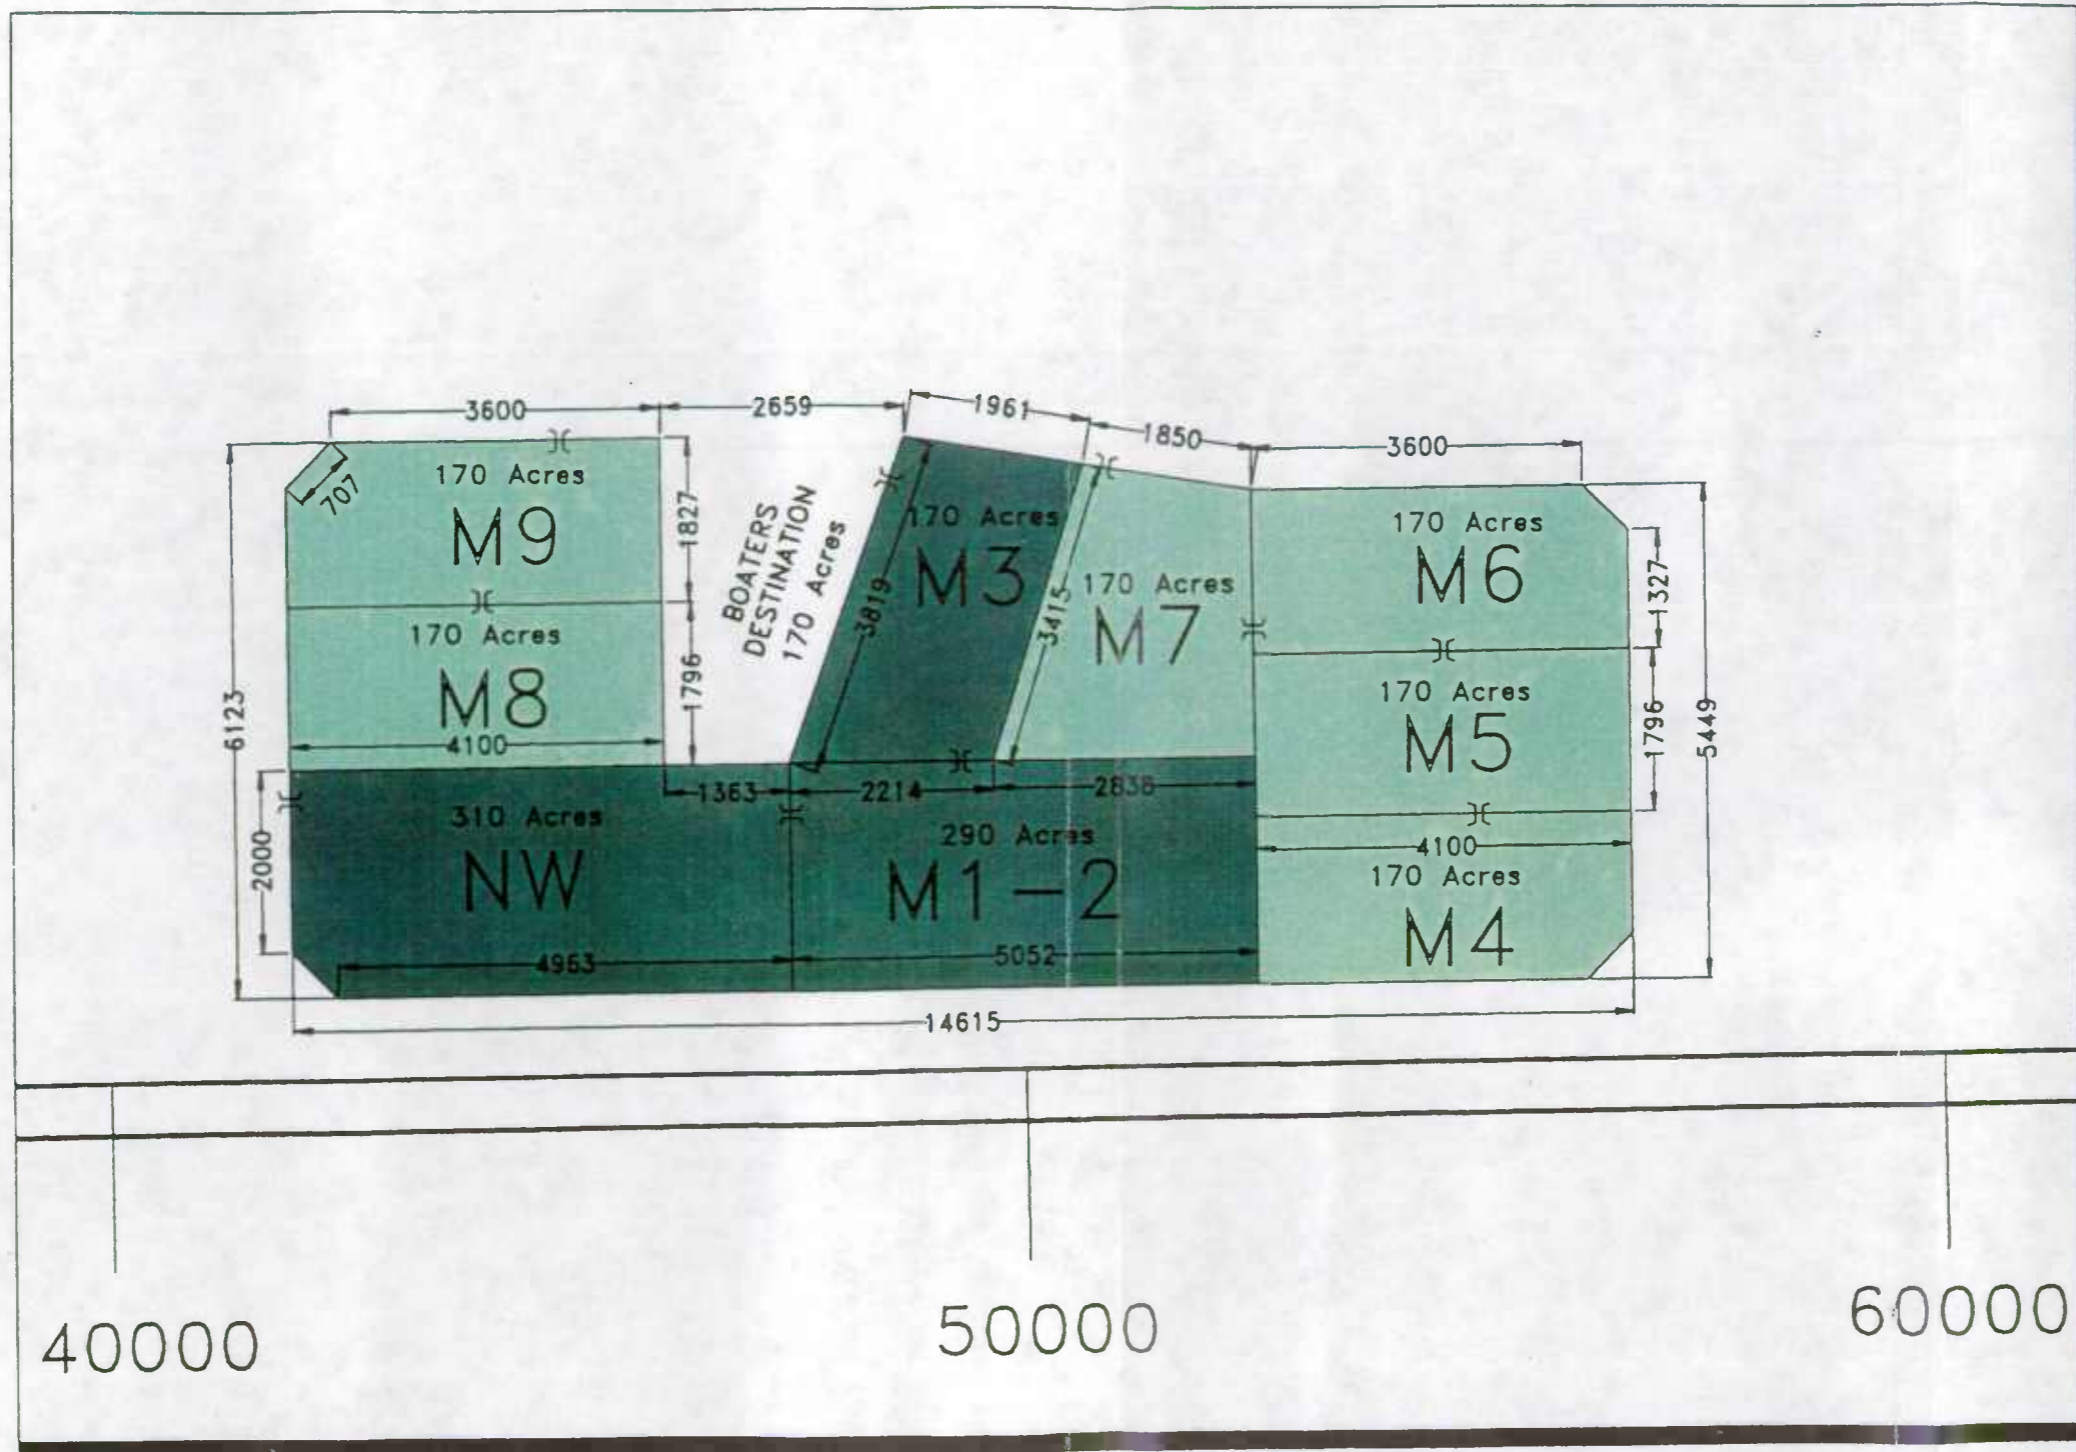 3600
2659
1961
1850
3600
707
170 Acres
M9
1827
BOATERS
DESTINATION
170 Acres
170 Acres
M3
3819
3415
170 Acres
M7
170 Acres
M6
1327
170 Acres
M8
4100
1796
6123
170 Acres
M5
1796
5449
1363
2214
2838
2000
310 Acres
NW
290 Acres
M1-2
4100
170 Acres
M4
4953
5052
14615
40000
50000
60000